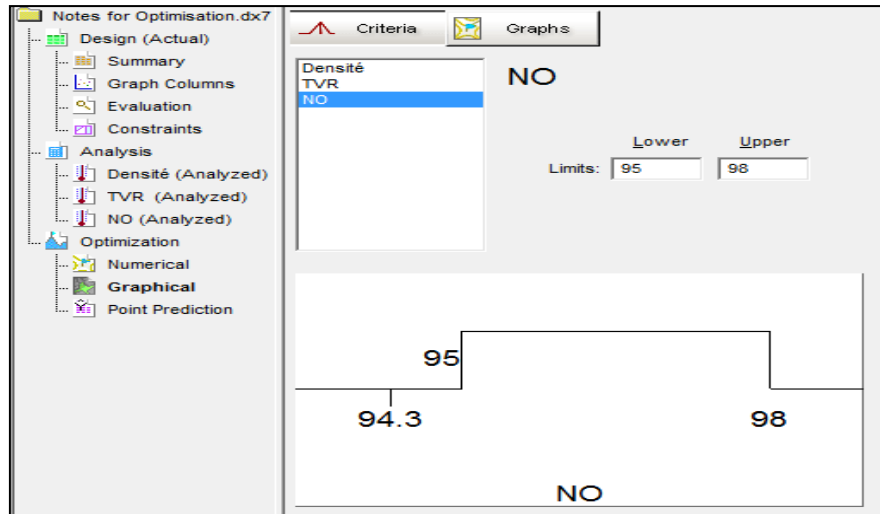 Notes for Optimisation.dx7
Design (Actual)
Summary
Graph Columns
Evaluation
Constraints
Analysis
Densité (Analyzed)
TVR (Analyzed)
NO (Analyzed)
Optimization
Numerical
Graphical
Point Prediction
Criteria Graphs
Densité
TVR
NO
NO
Lower Upper
Limits: 95 98
95
94.3 98
NO